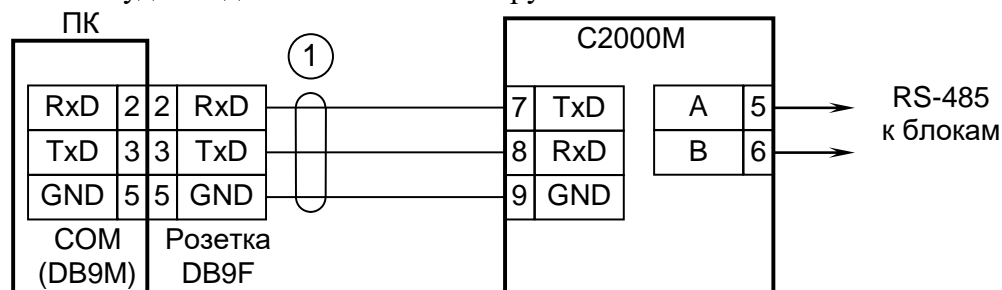 ПК
1
С2000М
RxD 2 2 RxD
7 TxD
A 5
RS-485
TxD 3 3 TxD
8 RxD
B 6
к блокам
GND 5 5 GND
9 GND
COM
(DB9M)
Розетка
DB9F